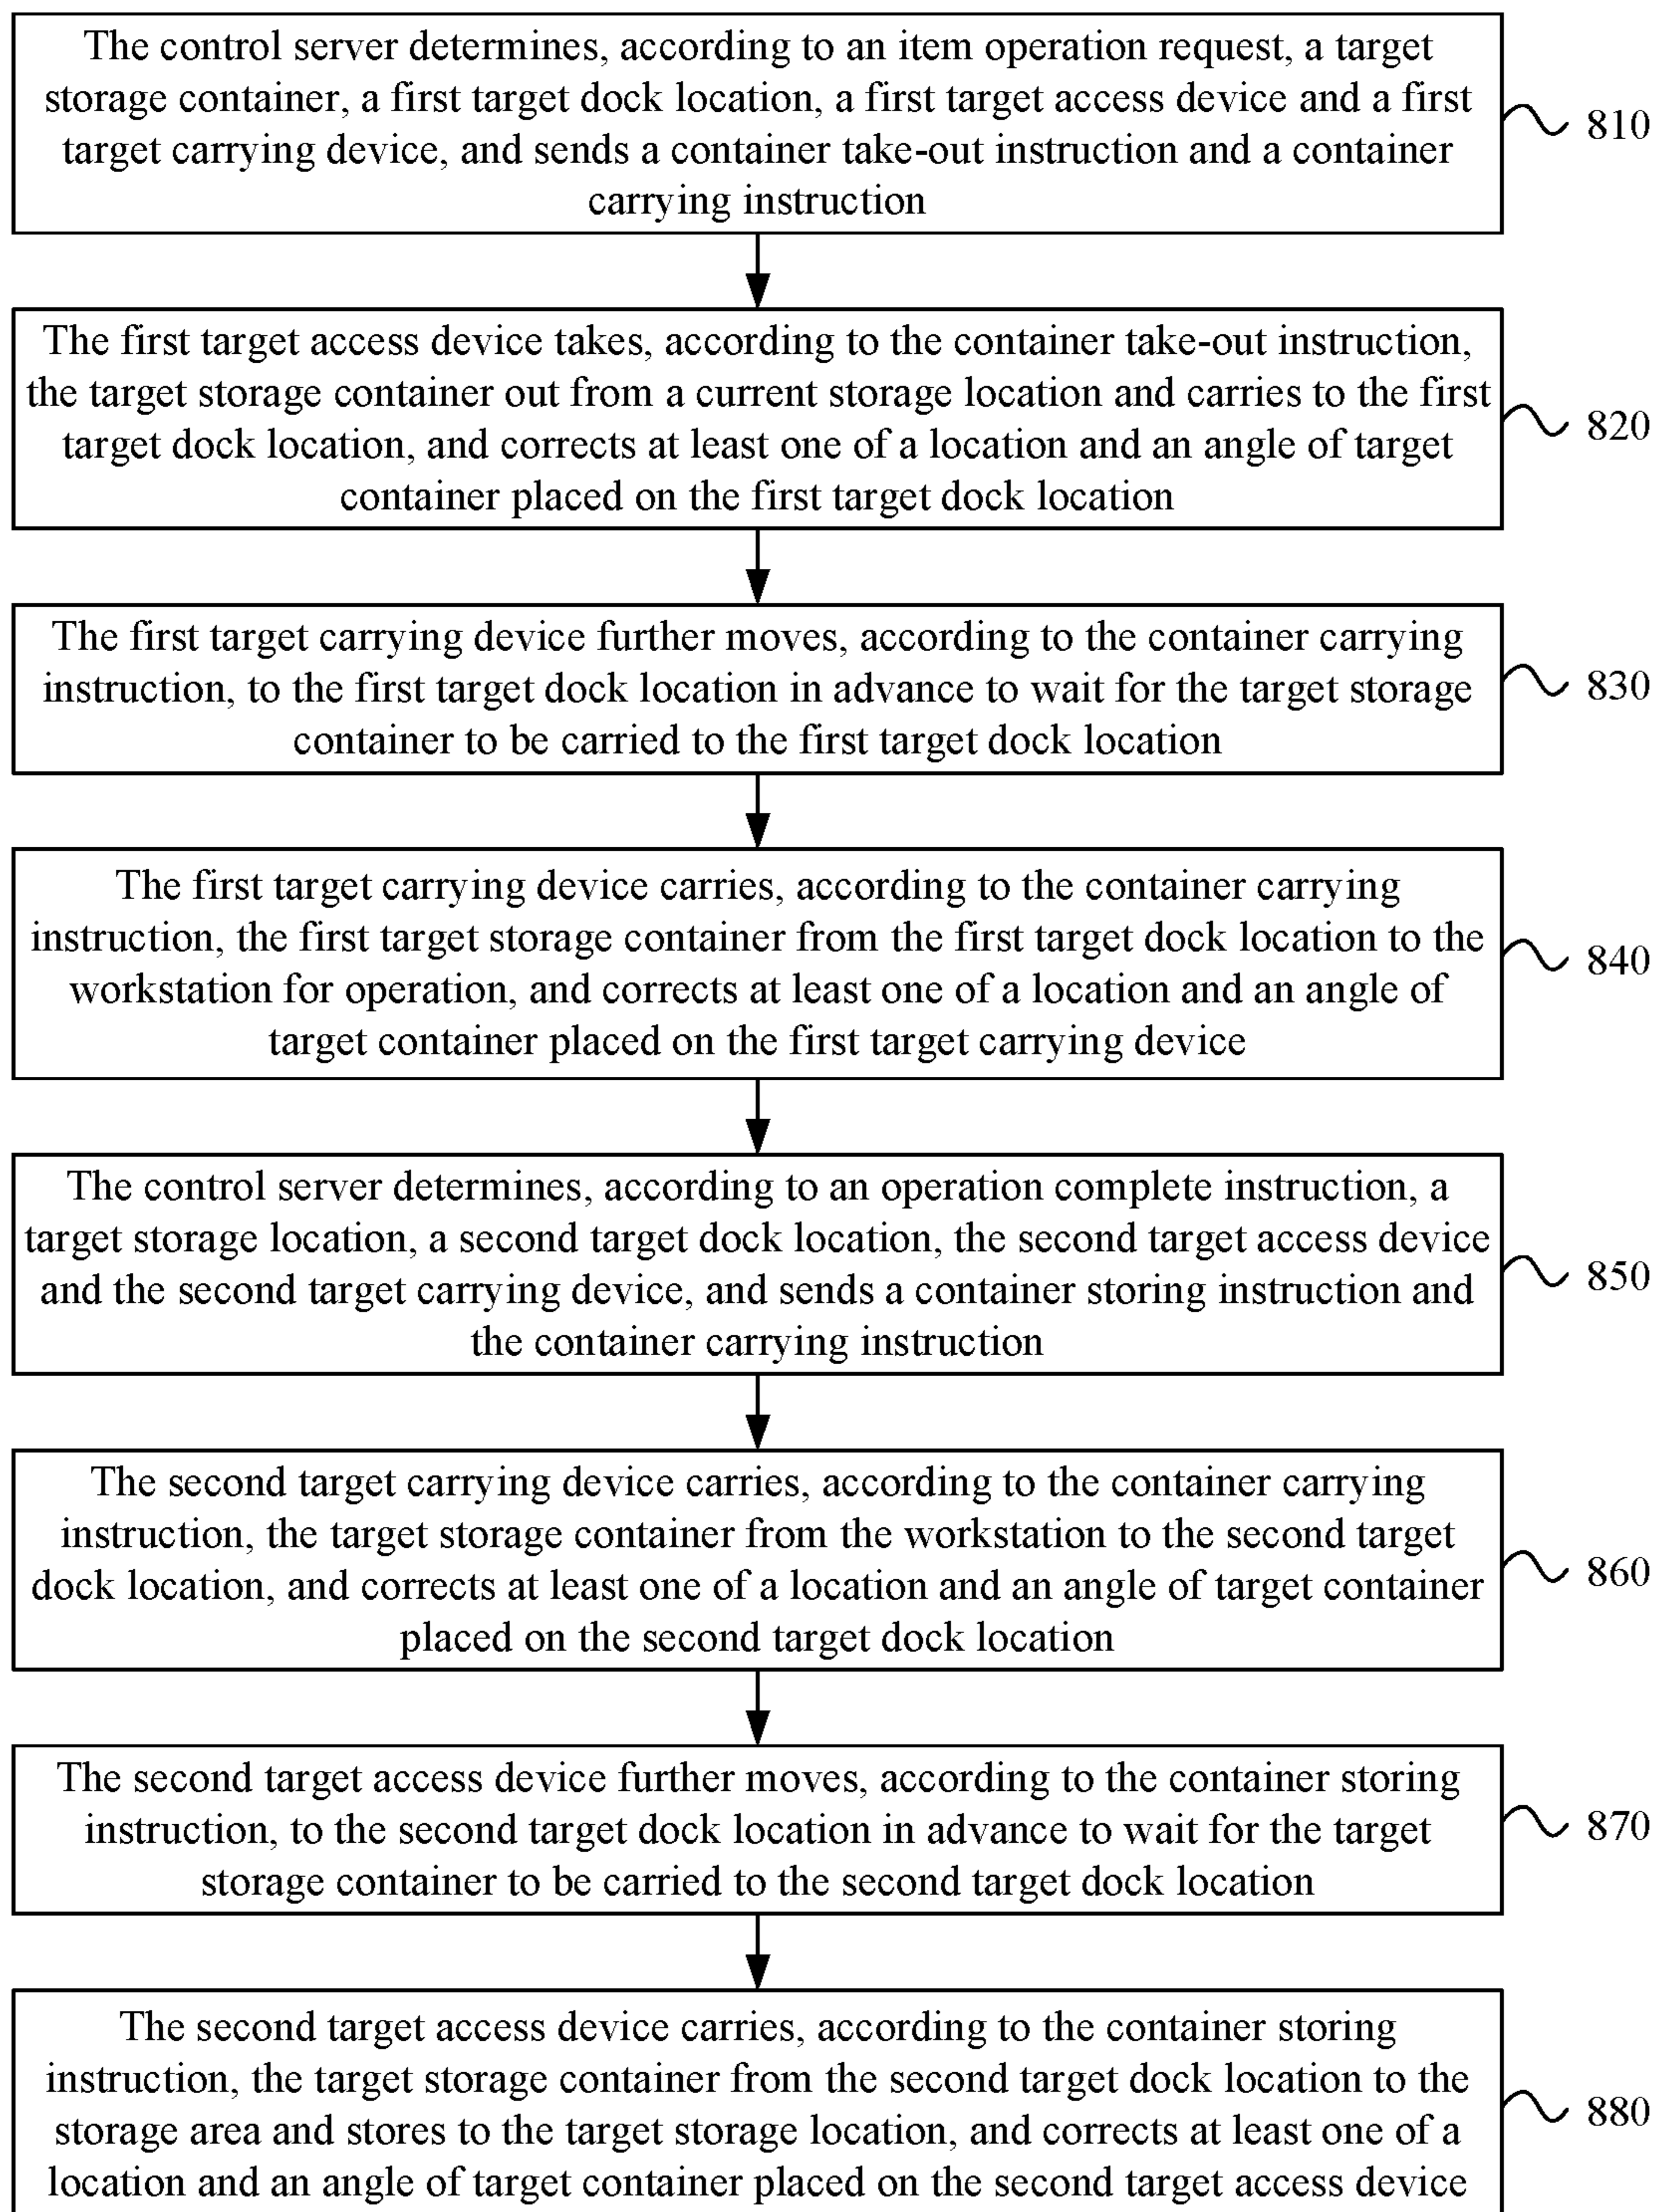 The control server determines, according to an item operation request, a target
storage container, a first target dock location, a first target access device and a first
target carrying device, and sends a container take-out instruction and a container
carrying instruction
810
The first target access device takes, according to the container take-out instruction,
the target storage container out from a current storage location and carries to the first
target dock location, and corrects at least one of a location and an angle of target
container placed on the first target dock location
820
The first target carrying device further moves, according to the container carrying
instruction, to the first target dock location in advance to wait for the target storage
container to be carried to the first target dock location
830
The first target carrying device carries, according to the container carrying
instruction, the first target storage container from the first target dock location to the
workstation for operation, and corrects at least one of a location and an angle of
target container placed on the first target carrying device
840
The control server determines, according to an operation complete instruction, a
target storage location, a second target dock location, the second target access device
and the second target carrying device, and sends a container storing instruction and
the container carrying instruction
850
The second target carrying device carries, according to the container carrying
instruction, the target storage container from the workstation to the second target
dock location, and corrects at least one of a location and an angle of target container
placed on the second target dock location
860
The second target access device further moves, according to the container storing
instruction, to the second target dock location in advance to wait for the target
storage container to be carried to the second target dock location
870
The second target access device carries, according to the container storing
instruction, the target storage container from the second target dock location to the
storage area and stores to the target storage location, and corrects at least one of a
location and an angle of target container placed on the second target access device
880